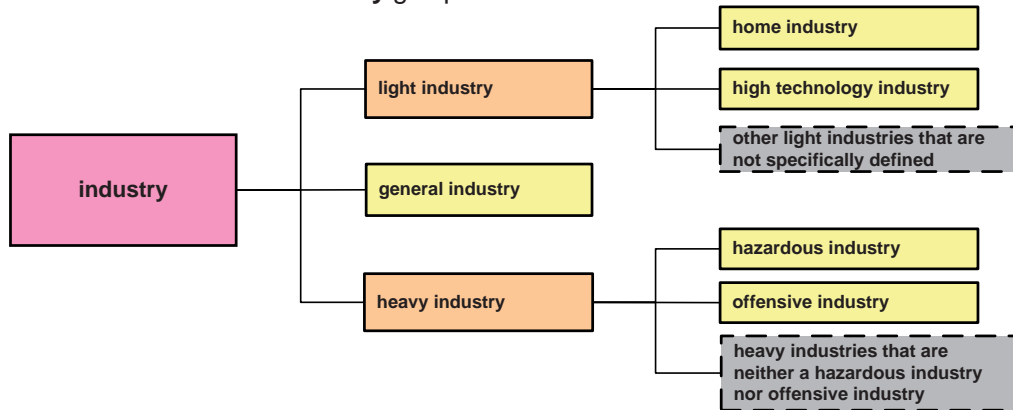 home industry
light industry
high technology industry
other light industries that are
not specifically defined
industry
general industry
hazardous industry
heavy industry
offensive industry
heavy industries that are
neither a hazardous industry
nor offensive industry